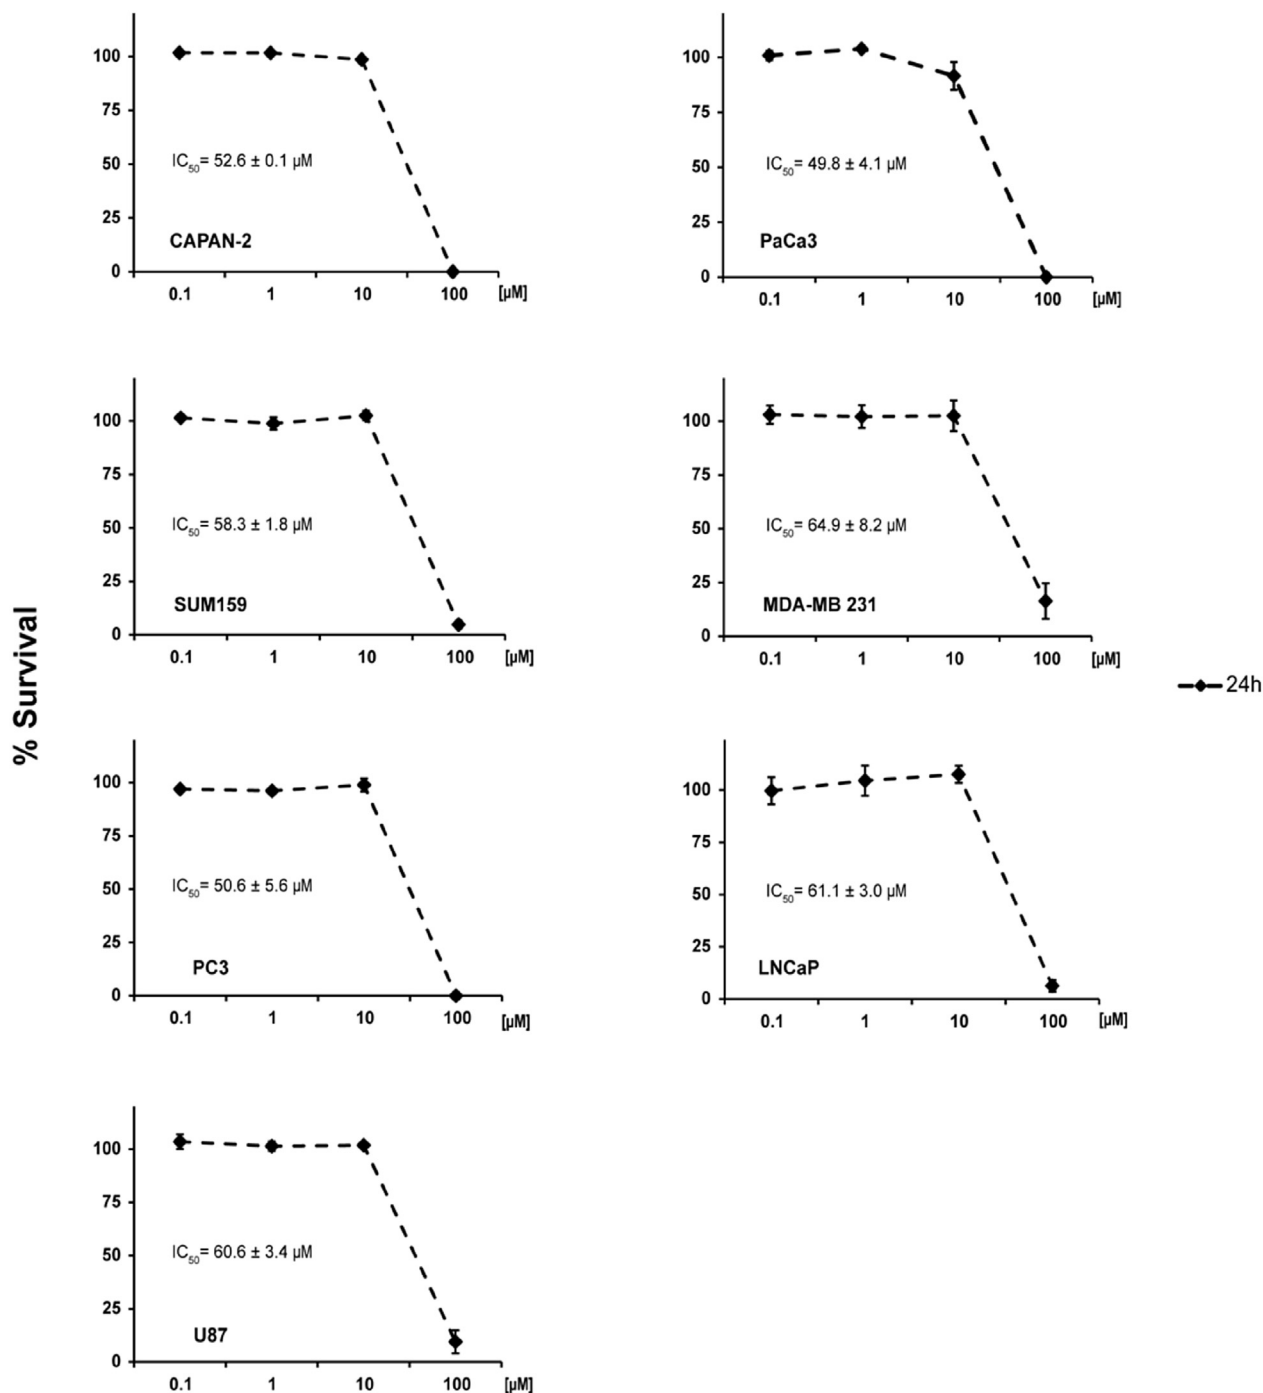 % Survival
100
75
50
25
0
IC50= 52.6 ± 0.1 µM
CAPAN-2
0.1 1 10 100 [µM]
100
75
50
25
0
IC50= 49.8 ± 4.1 µM
PaCa3
0.1 1 10 100 [µM]
100
75
50
25
0
IC50= 58.3 ± 1.8 µM
SUM159
0.1 1 10 100 [µM]
100
75
50
25
0
IC50= 64.9 ± 8.2 µM
MDA-MB 231
0.1 1 10 100 [µM]
24h
100
75
50
25
0
IC50= 50.6 ± 5.6 µM
PC3
0.1 1 10 100 [µM]
100
75
50
25
0
IC50= 61.1 ± 3.0 µM
LNCaP
0.1 1 10 100 [µM]
100
75
50
25
0
IC50= 60.6 ± 3.4 µM
U87
0.1 1 10 100 [µM]